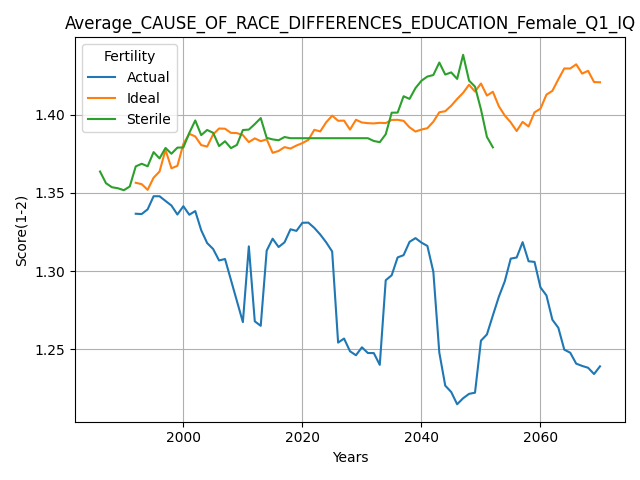 Average_CAUSE_OF_RACE_DIFFERENCES_EDUCATION_Female_Q1_IQ
Fertility
Actual
Ideal
Sterile
1.40
1.35
1.30
1.25
Score(1-2)
2000
2020
2040
2060
Years